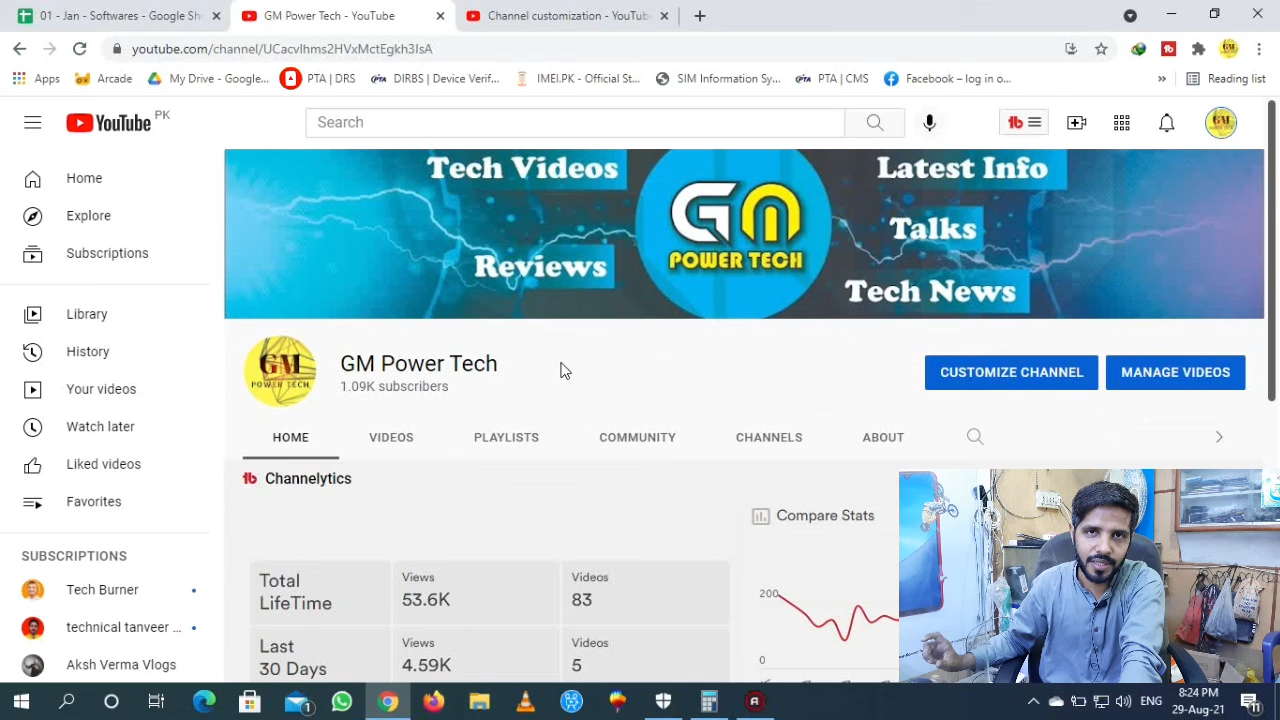 01 - Jan - Softwares - Google She
GM Power Tech - YouTube
Channel customization - YouTube
youtube.com/channel/UCacvlhms2HVxMctEgkh3IsA
Apps
Arcade
My Drive - Google...
PTA | DRS
DIRBS | Device Verif...
IMEI.PK - Official St...
SIM Information Sy...
PTA | CMS
Facebook – log in o...
»
Reading list
YouTube PK
Search
Home
Explore
Subscriptions
Library
History
Your videos
Watch later
Liked videos
Favorites
SUBSCRIPTIONS
Tech Burner
technical tanveer ...
Aksh Verma Vlogs
Tech Videos
Reviews
GM
POWER TECH
Latest Info
Talks
Tech News
GM
POWER TECH
GM Power Tech
1.09K subscribers
CUSTOMIZE CHANNEL
MANAGE VIDEOS
HOME
VIDEOS
PLAYLISTS
COMMUNITY
CHANNELS
ABOUT
Channelytics
Total LifeTime
Views
53.6K
Videos
83
Last 30 Days
Views
4.59K
Videos
5
Compare Stats
200
0
ENG
8:24 PM
29-Aug-21